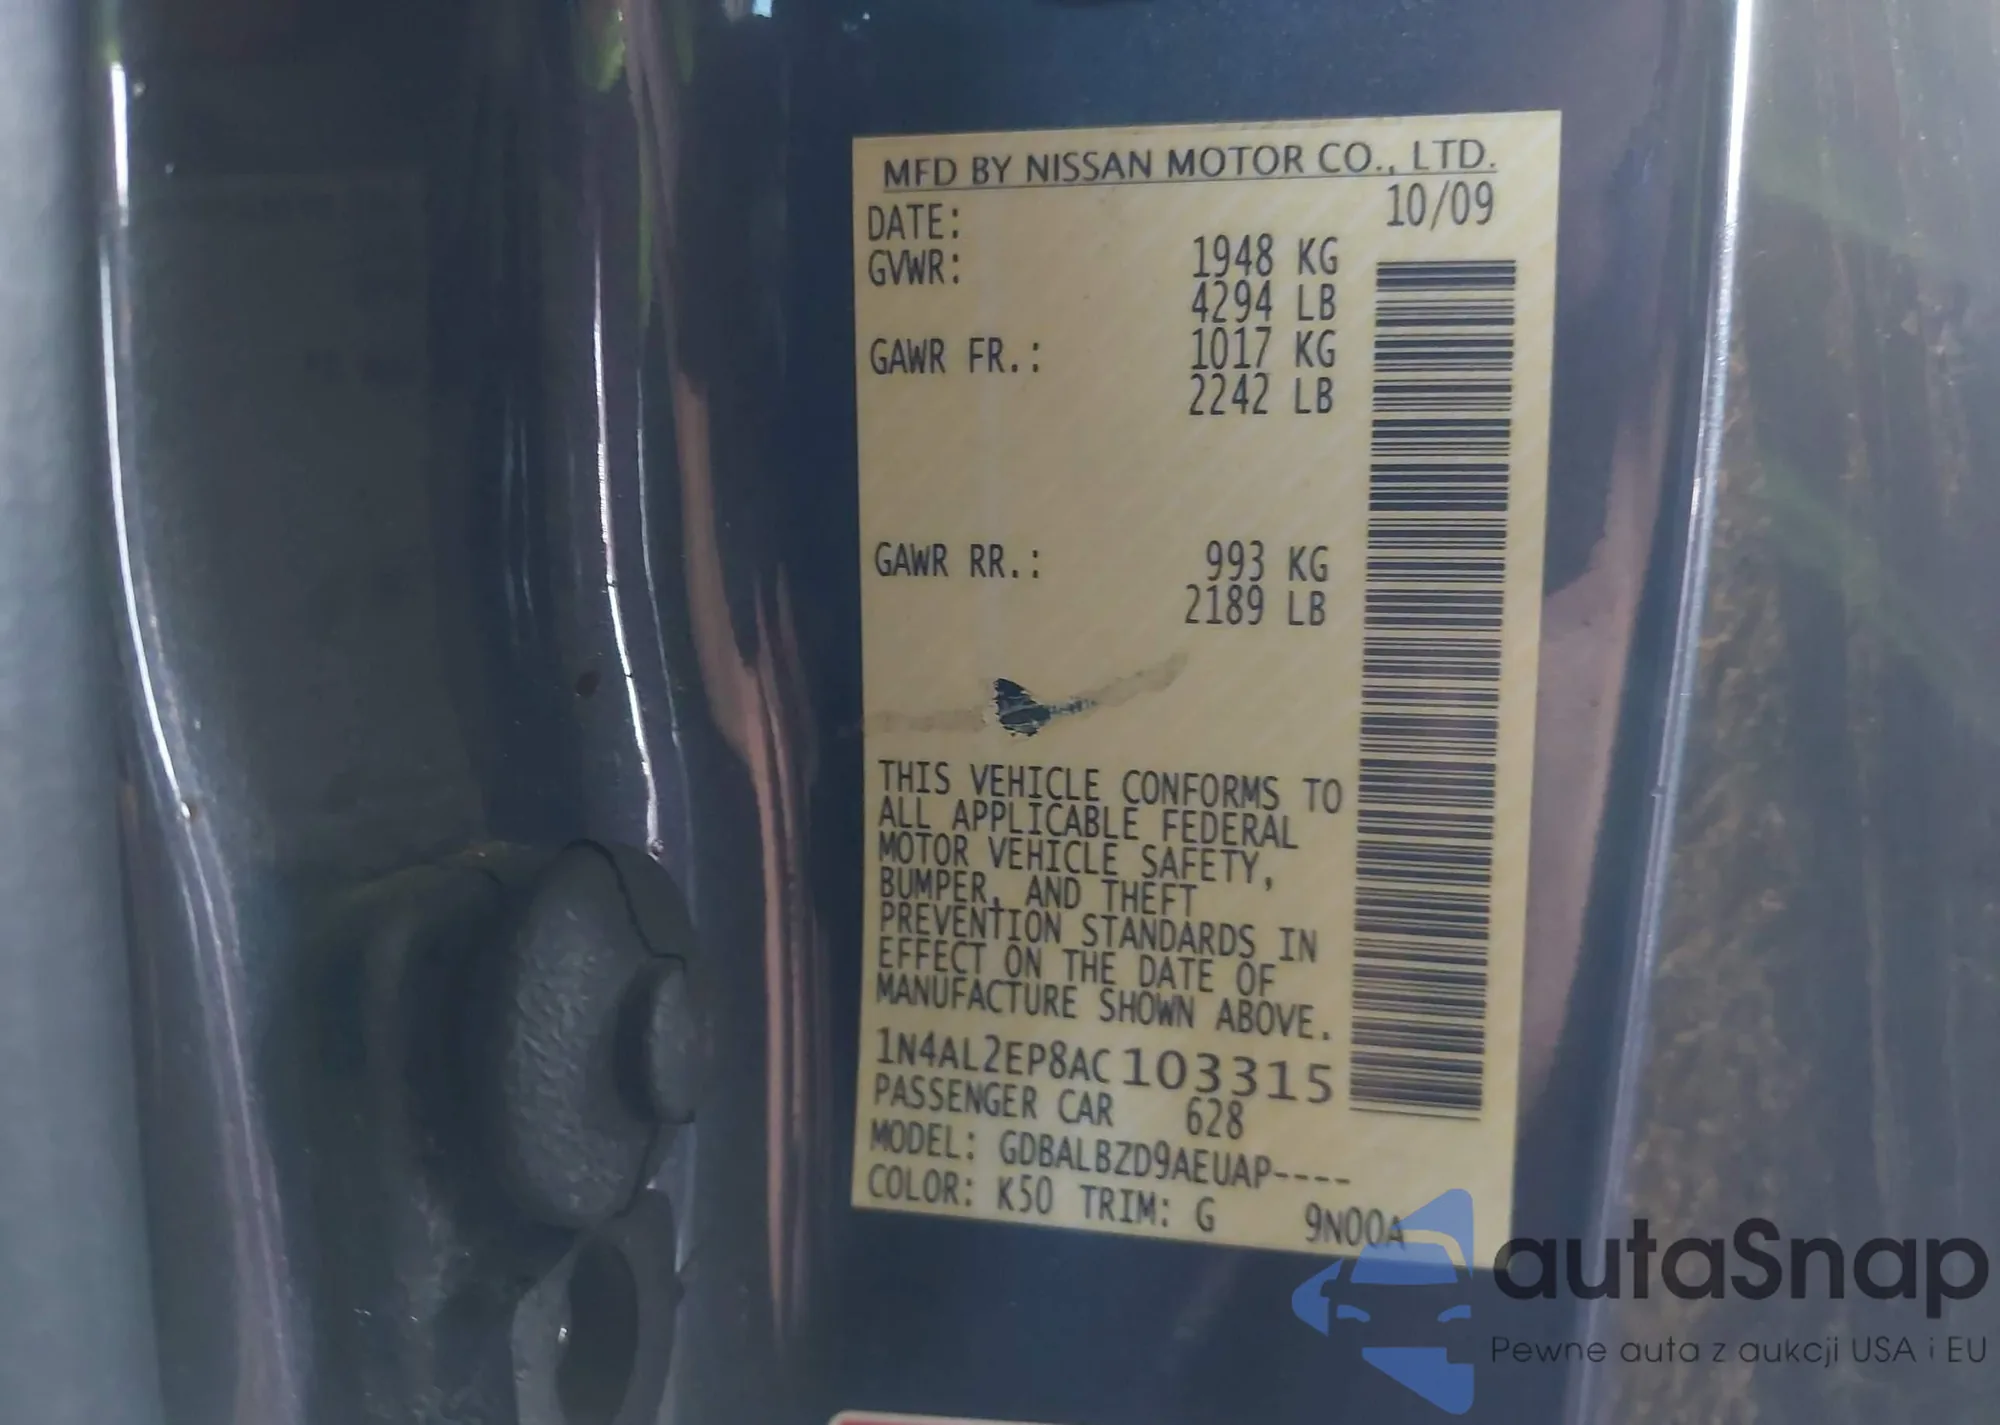 MFD BY NISSAN MOTOR CO., LTD.
DATE: 10/09
GVWR: 1948 KG
4294 LB
GAWR FR.: 1017 KG
2242 LB
GAWR RR.: 993 KG
2189 LB
THIS VEHICLE CONFORMS TO
ALL APPLICABLE FEDERAL
MOTOR VEHICLE SAFETY,
BUMPER, AND THEFT
PREVENTION STANDARDS IN
EFFECT ON THE DATE OF
MANUFACTURE SHOWN ABOVE.
1N4AL2EP8AC103315
PASSENGER CAR 628
MODEL: GDBALBZD9AEUAP----
COLOR: K50 TRIM: G 9N00A
autaSnap
Pewne auta z aukcji USA i EU